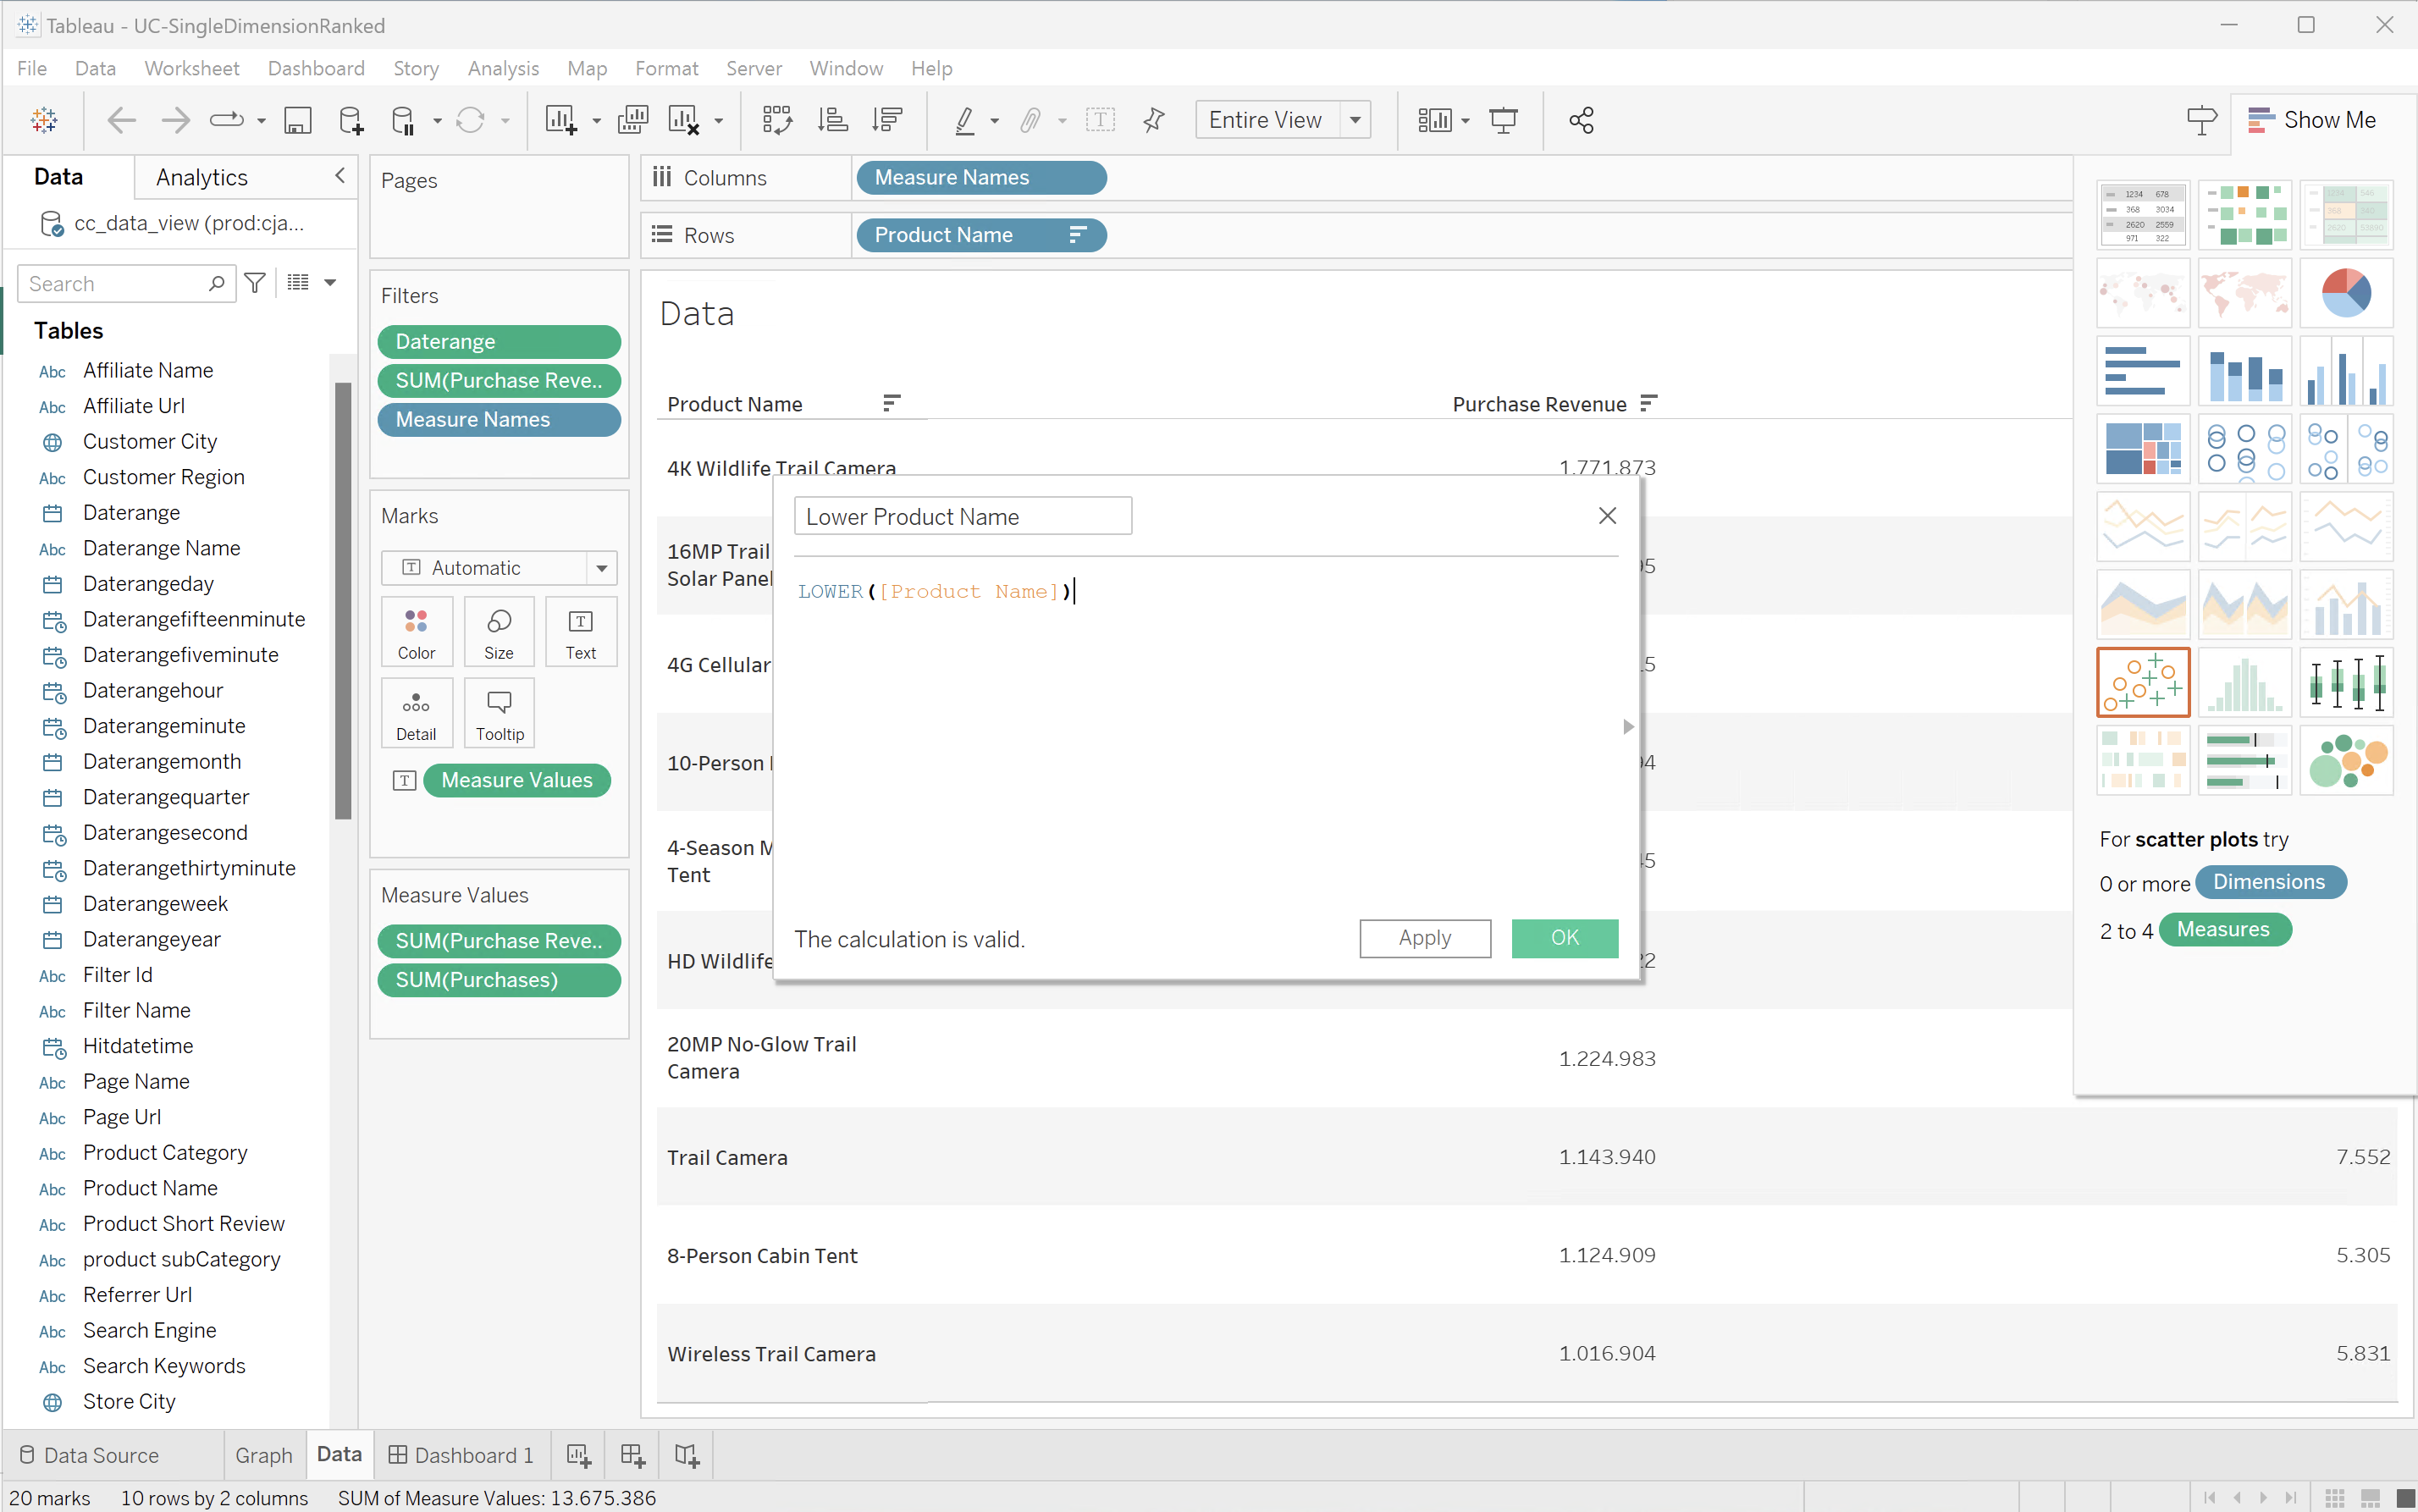 Tableau - UC-SingleDimensionRanked
File Data Worksheet Dashboard Story Analysis Map Format Server Window Help
Entire View
Show Me
Data
Analytics
cc_data_view (prod:cja...
Search
Tables
Abc Affiliate Name
Abc Affiliate Url
Customer City
Abc Customer Region
Daterange
Abc Daterange Name
Daterangeday
Daterangefifteenminute
Daterangefiveminute
Daterangehour
Daterangeminute
Daterangemonth
Daterangequarter
Daterangesecond
Daterangethirtyminute
Daterangeweek
Daterangeyear
Abc Filter Id
Abc Filter Name
Hitdatetime
Abc Page Name
Abc Page Url
Abc Product Category
Abc Product Name
Abc Product Short Review
Abc product subCategory
Abc Referrer Url
Abc Search Engine
Abc Search Keywords
Store City
Pages
Filters
Daterange
SUM(Purchase Reve..
Measure Names
Marks
T Automatic
Color
Size
T
Text
Detail
Tooltip
T Measure Values
Measure Values
SUM(Purchase Reve..
SUM(Purchases)
Columns Measure Names
Rows Product Name
Data
Product Name Purchase Revenue
4K Wildlife Trail Camera 1.771.873
16MP Trail
Solar Panel
4G Cellular
10-Person
4-Season
Tent
HD Wildlife
20MP No-Glow Trail
Camera
1.224.983
Trail Camera 1.143.940 7.552
8-Person Cabin Tent 1.124.909 5.305
Wireless Trail Camera 1.016.904 5.831
Lower Product Name
LOWER([Product Name])
The calculation is valid.
Apply
OK
1234 678
368 3034
2620 2559
971 322
For scatter plots try
0 or more Dimensions
2 to 4 Measures
Data Source Graph Data Dashboard 1
20 marks 10 rows by 2 columns SUM of Measure Values: 13.675.386